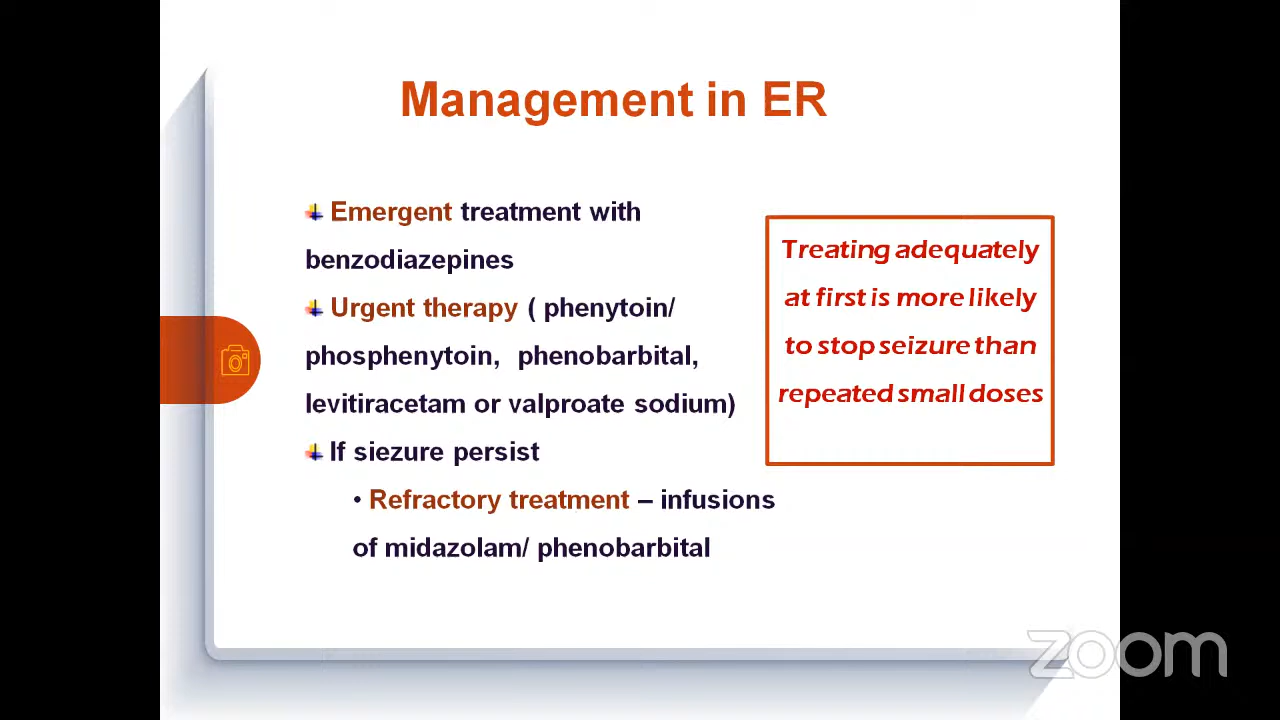 Management in ER
Emergent treatment with
benzodiazepines
Urgent therapy ( phenytoin/
phosphenytoin, phenobarbital,
levitiracetam or valproate sodium)
If siezure persist
• Refractory treatment – infusions
of midazolam/ phenobarbital
Treating adequately
at first is more likely
to stop seizure than
repeated small doses
zoom